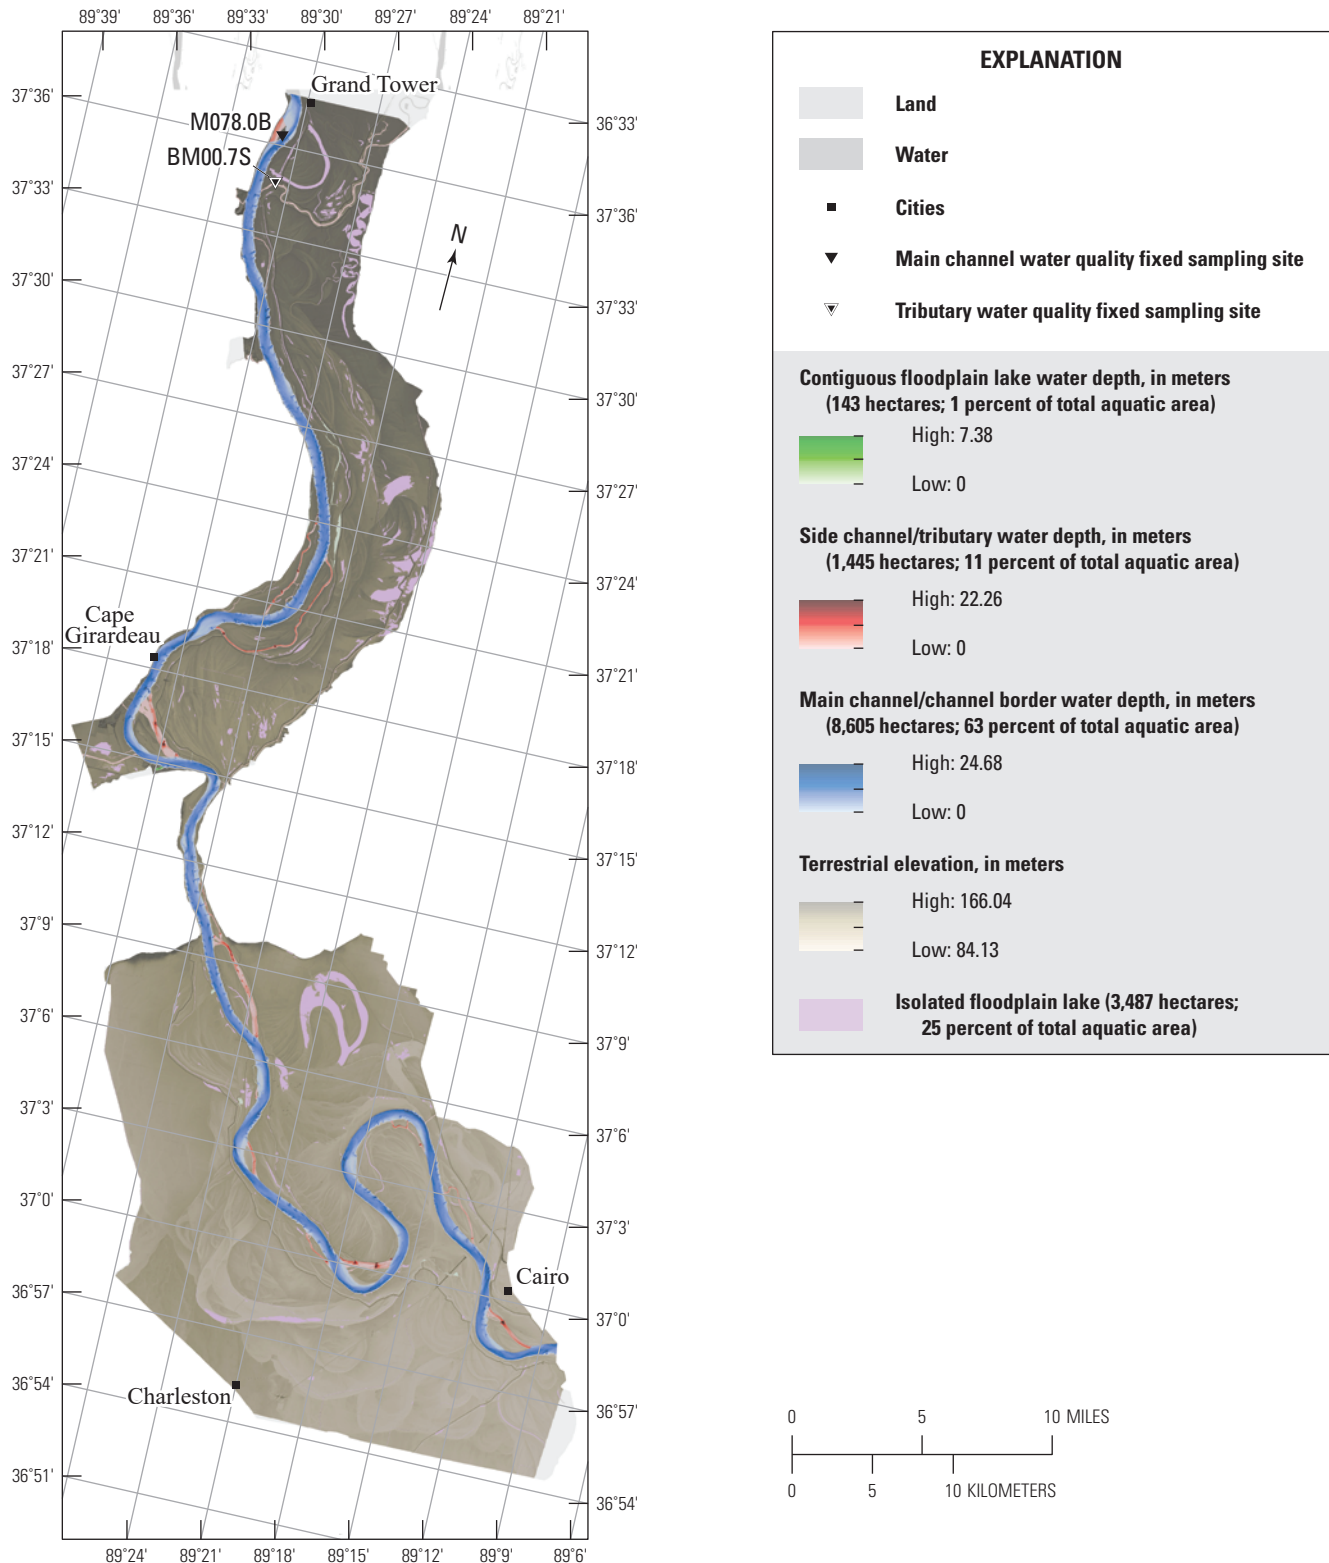 89°39' 89°36' 89°33' 89°30' 89°27' 89°24' 89°21'
37°36'
37°33'
37°30'
37°27'
37°24'
37°21'
37°18'
37°15'
37°12'
37°9'
37°6'
37°3'
37°0'
36°57'
36°54'
36°51'
Grand Tower
M078.0B
BM00.7S
N
Cape
Girardeau
Cairo
Charleston
36°33'
37°36'
37°33'
37°30'
37°27'
37°24'
37°21'
37°18'
37°15'
37°12'
37°9'
37°6'
37°3'
37°0'
36°57'
36°54'
89°24' 89°21' 89°18' 89°15' 89°12' 89°9' 89°6'
EXPLANATION
Land
Water
Cities
Main channel water quality fixed sampling site
Tributary water quality fixed sampling site
Contiguous floodplain lake water depth, in meters
(143 hectares; 1 percent of total aquatic area)
High: 7.38
Low: 0
Side channel/tributary water depth, in meters
(1,445 hectares; 11 percent of total aquatic area)
High: 22.26
Low: 0
Main channel/channel border water depth, in meters
(8,605 hectares; 63 percent of total aquatic area)
High: 24.68
Low: 0
Terrestrial elevation, in meters
High: 166.04
Low: 84.13
Isolated floodplain lake (3,487 hectares;
25 percent of total aquatic area)
0 5 10 MILES
0 5 10 KILOMETERS